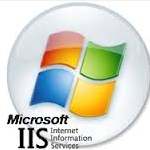 Microsoft
IIS Internet
Information
Services